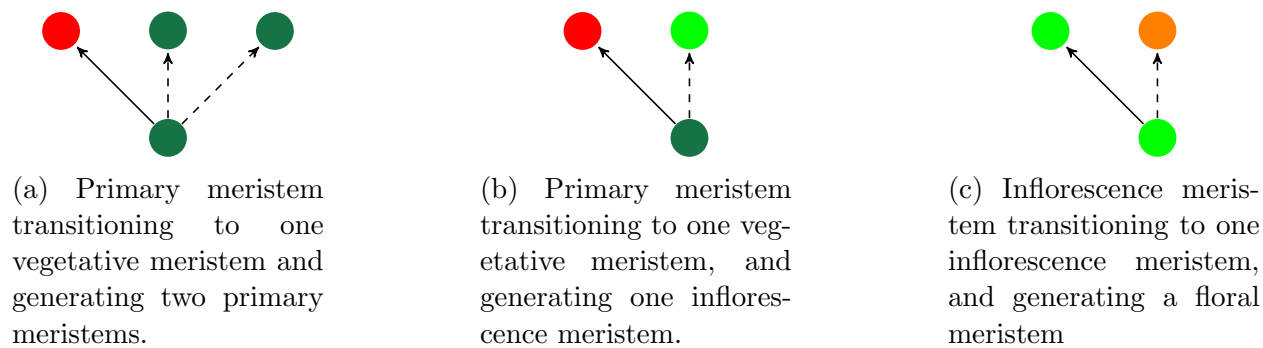 (a) Primary meristem
transitioning to one
vegetative meristem and
generating two primary
meristems.
(b) Primary meristem
transitioning to one veg-
etative meristem, and
generating one inflores-
cence meristem.
(c) Inflorescence meris-
tem transitioning to one
inflorescence meristem,
and generating a floral
meristem